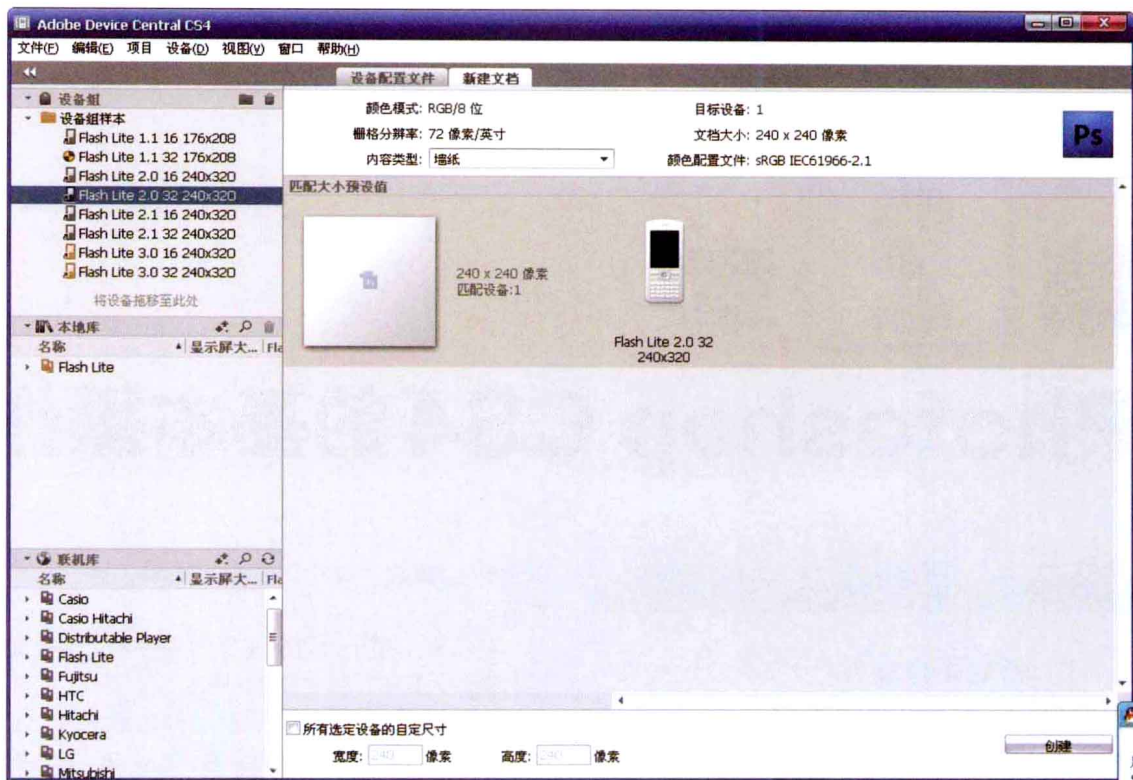 Adobe Device Central CS4
文件(F) 编辑(E) 项目 设备(D) 视图(V) 窗口 帮助(H)
设备配置文件 新建文档
设备组
设备组样本
Flash Lite 1.1 16 176x208
Flash Lite 1.1 32 176x208
Flash Lite 2.0 16 240x320
Flash Lite 2.0 32 240x320
Flash Lite 2.1 16 240x320
Flash Lite 2.1 32 240x320
Flash Lite 3.0 16 240x320
Flash Lite 3.0 32 240x320
将设备拖移至此处
本地库
名称 显示屏大... Fla
Flash Lite
联机库
名称 显示屏大... Fla
Casio
Casio Hitachi
Distributable Player
Flash Lite
Fujitsu
HTC
Hitachi
Kyocera
LG
Mitsubishi
颜色模式: RGB/8 位
目标设备: 1
栅格分辨率: 72 像素/英寸
文档大小: 240 x 240 像素
内容类型: 墙纸
颜色配置文件: sRGB IEC61966-2.1
Ps
匹配大小预设值
240 x 240 像素
匹配设备:1
Flash Lite 2.0 32
240x320
所有选定设备的自定尺寸
宽度: 240 像素 高度: 240 像素
创建